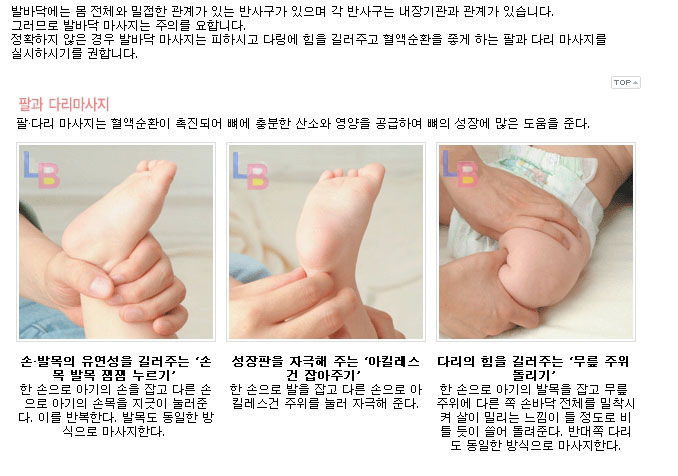 발바닥에는 몸 전체와 밀접한 관계가 있는 반사구가 있으며 각 반사구는 내장기관과 관계가 있습니다.
그러므로 발바닥 마사지는 주의를 요합니다.
정확하지 않은 경우 발바닥 마사지는 피하시고 다링에 힘을 길러주고 혈액순환을 좋게 하는 팔과 다리 마사지를
실시하시기를 권합니다.
TOP
팔과 다리마사지
팔·다리 마사지는 혈액순환이 촉진되어 뼈에 충분한 산소와 영양을 공급하여 뼈의 성장에 많은 도움을 준다.
LB
LB
LB
손·발목의 유연성을 길러주는 ‘손
목 발목 잼잼 누르기’
한 손으로 아기의 손을 잡고 다른 손
으로 아기의 손목을 지긋이 눌러준
다. 이를 반복한다. 발목도 동일한 방
식으로 마사지한다.
성장판을 자극해 주는 ‘아킬레스
건 잡아주기’
한 손으로 발을 잡고 다른 손으로 아
킬레스건 주위를 눌러 자극해 준다.
다리의 힘을 길러주는 ‘무릎 주위
돌리기’
한 손으로 아기의 발목을 잡고 무릎
주위에 다른 쪽 손바닥 전체를 밀착시
켜 살이 밀리는 느낌이 들 정도로 비
틀 듯이 쓸어 돌려준다. 반대쪽 다리
도 동일한 방식으로 마사지한다.